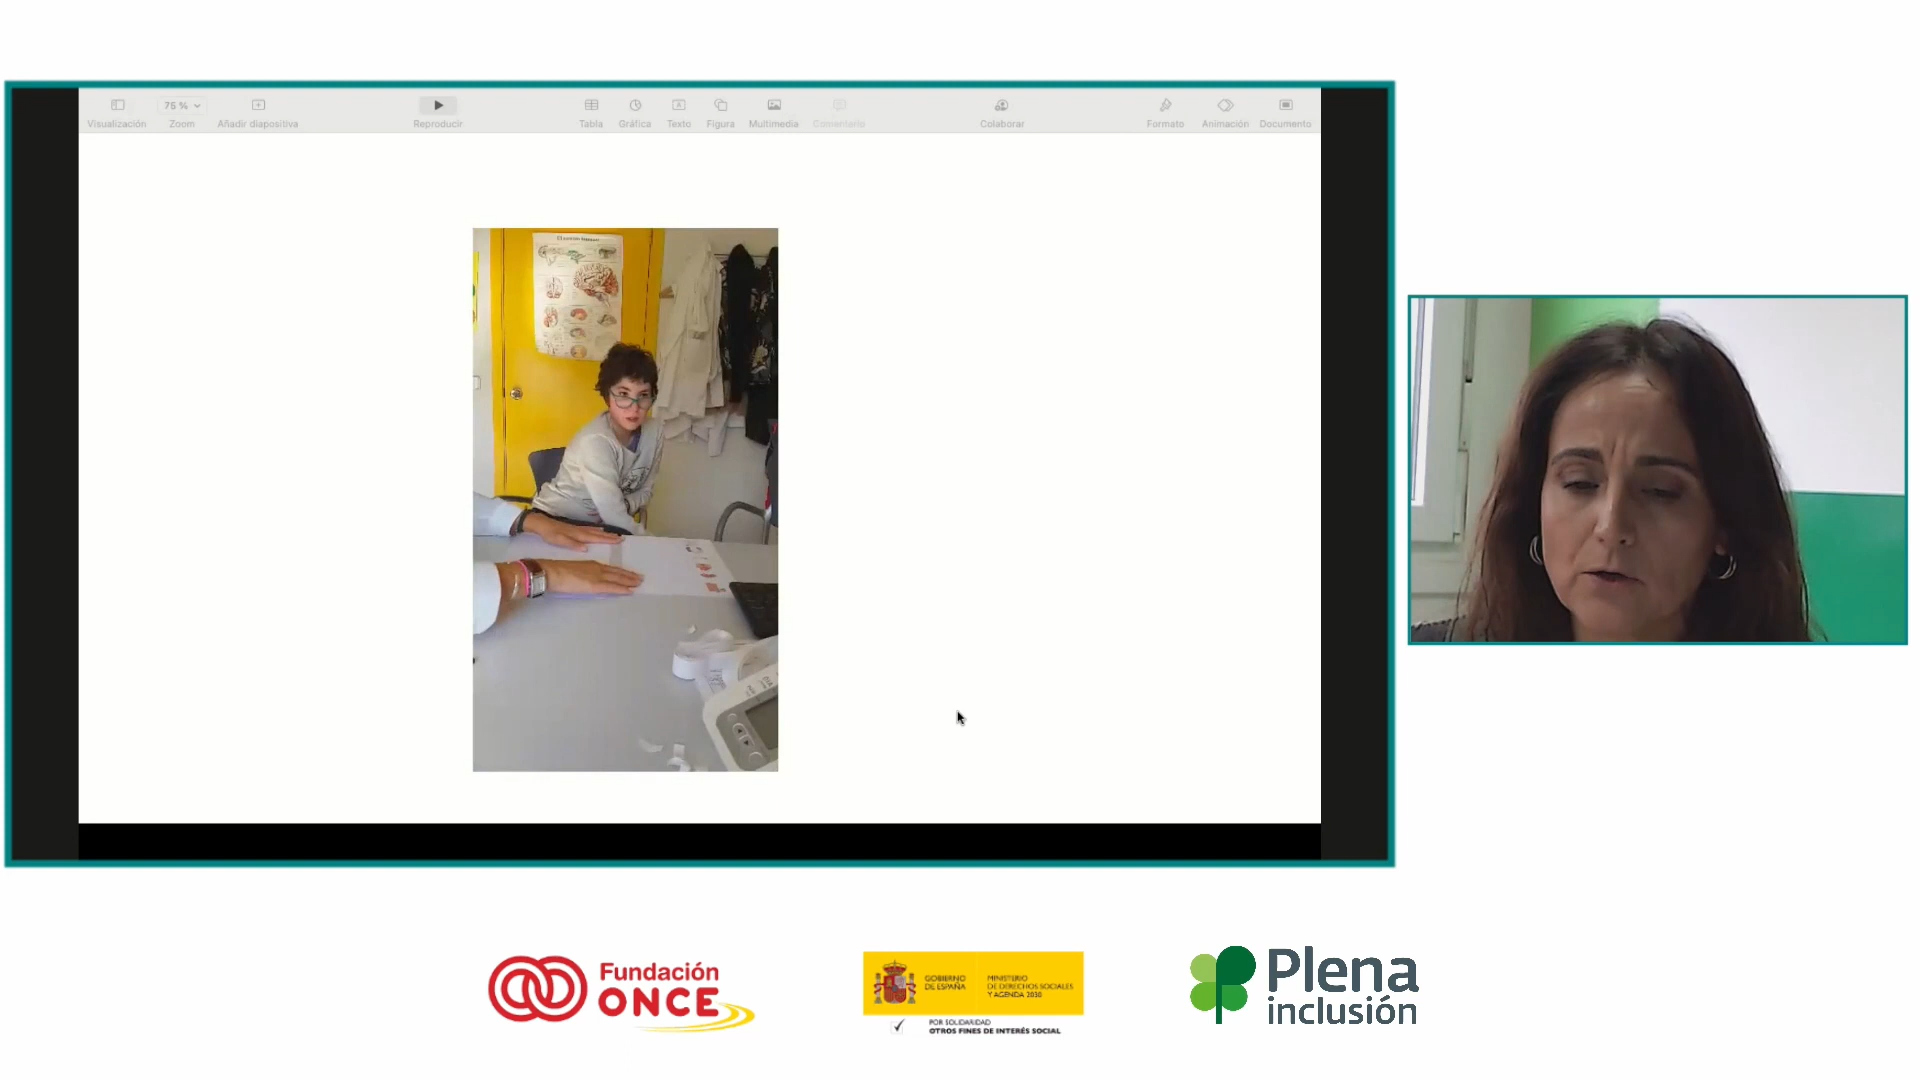 Visualización
75 %
Zoom
Añadir diapositiva
Reproducir
Tabla
Gráfica
Texto
Figura
Multimedia
Comentario
Colaborar
Formato
Animación
Documento
Fundación
ONCE
GOBIERNO
DE ESPAÑA
MINISTERIO
DE DERECHOS SOCIALES
Y AGENDA 2030
POR SOLIDARIDAD
OTROS FINES DE INTERÉS SOCIAL
Plena
inclusión